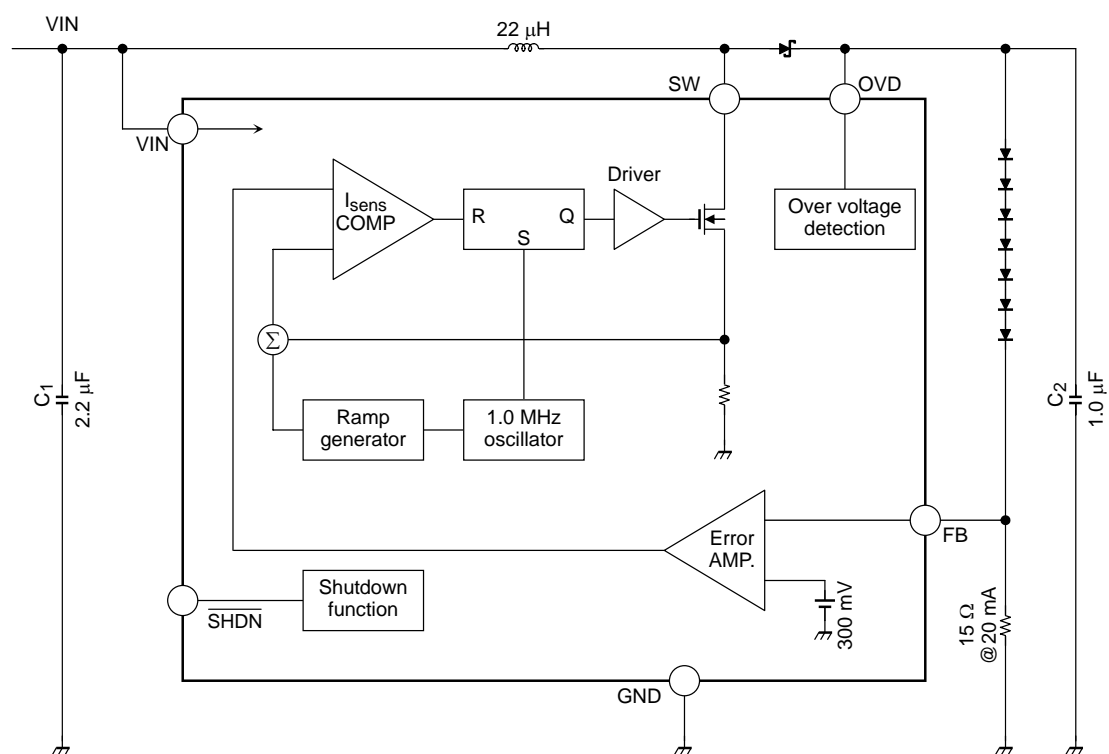 VIN
22 μH
SW
OVD
VIN
Driver
Isens
COMP
R
Q
S
Over voltage
detection
Σ
C1
2.2 μF
Ramp
generator
1.0 MHz
oscillator
C2
1.0 μF
Error
AMP.
FB
Shutdown
function
SHDN
300 mV
15 Ω
@20 mA
GND